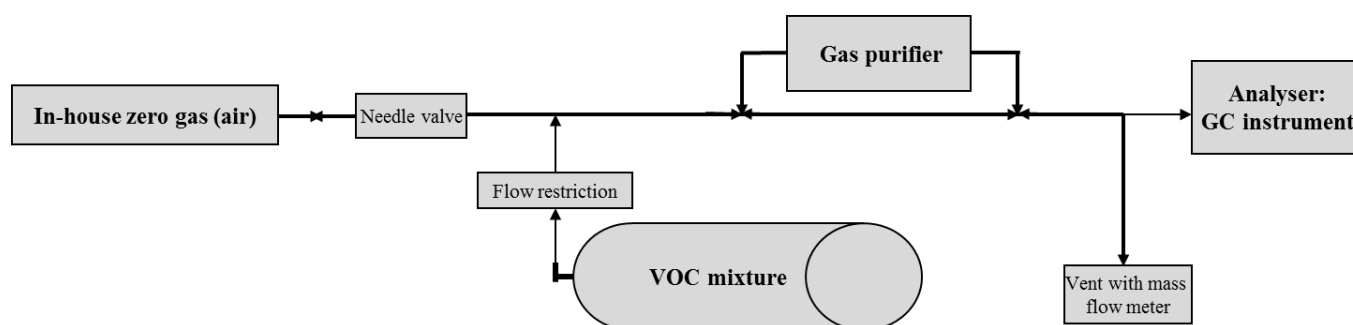 Gas purifier
In-house zero gas (air)
Needle valve
Analyser:
GC instrument
Flow restriction
VOC mixture
Vent with mass
flow meter